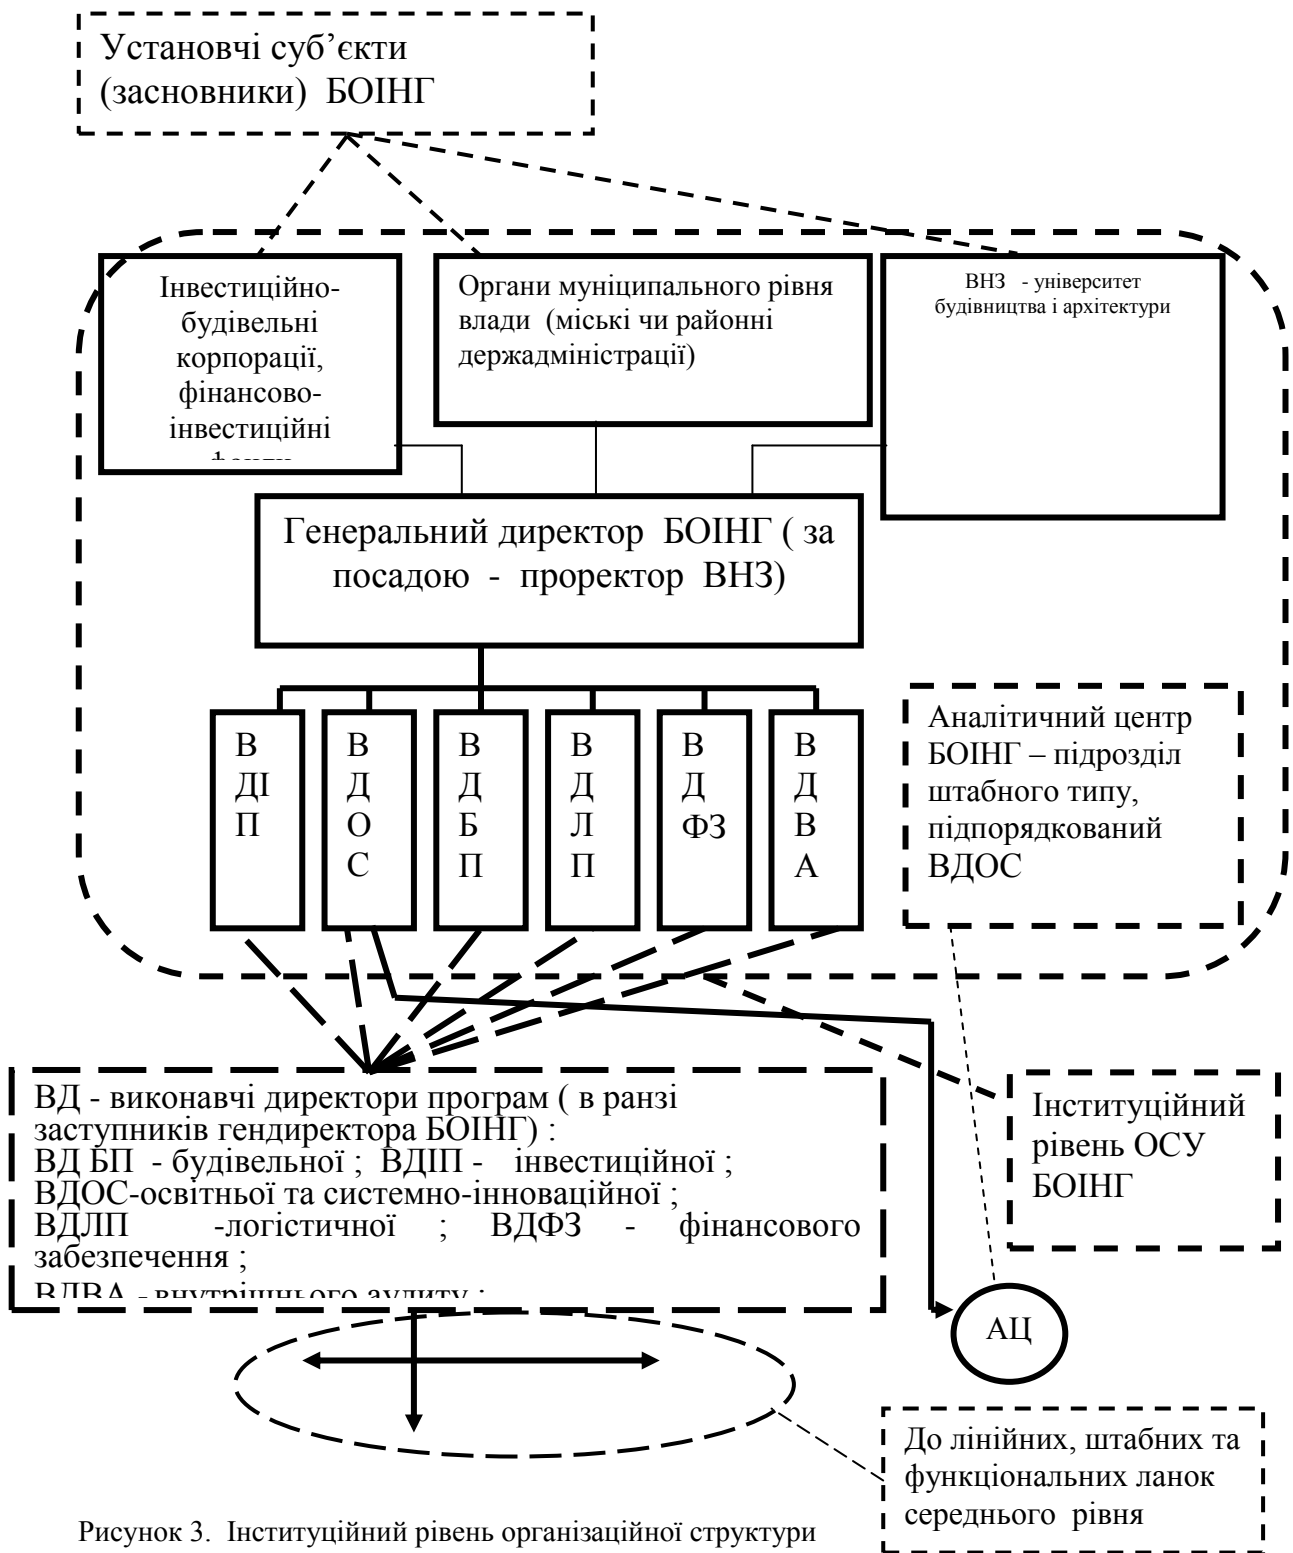 Установчі суб’єкти
(засновники) БОІНГ
Інвестиційно-
будівельні
корпорації,
фінансово-
інвестиційні
Органи муніципального рівня
влади (міські чи районні
держадміністрації)
ВНЗ - університет
будівництва і архітектури
Генеральний директор БОІНГ ( за
посадою - проректор ВНЗ)
В
ДІ
П
В
Д
О
С
В
Д
Б
П
В
Д
Л
П
В
Д
ФЗ
В
Д
В
А
Аналітичний центр
БОІНГ – підрозділ
штабного типу,
підпорядкований
ВДОС
ВД - виконавчі директори програм ( в ранзі
заступників гендиректора БОІНГ) :
ВД БП - будівельної ; ВДІП - інвестиційної ;
ВДОС-освітньої та системно-інноваційної ;
ВДЛП -логістичної ; ВДФЗ - фінансового
забезпечення ;
ВДВА - внутрішнього аудиту ;
Інституційний
рівень ОСУ
БОІНГ
АЦ
До лінійних, штабних та
функціональних ланок
середнього рівня
Рисунок 3. Інституційний рівень організаційної структури